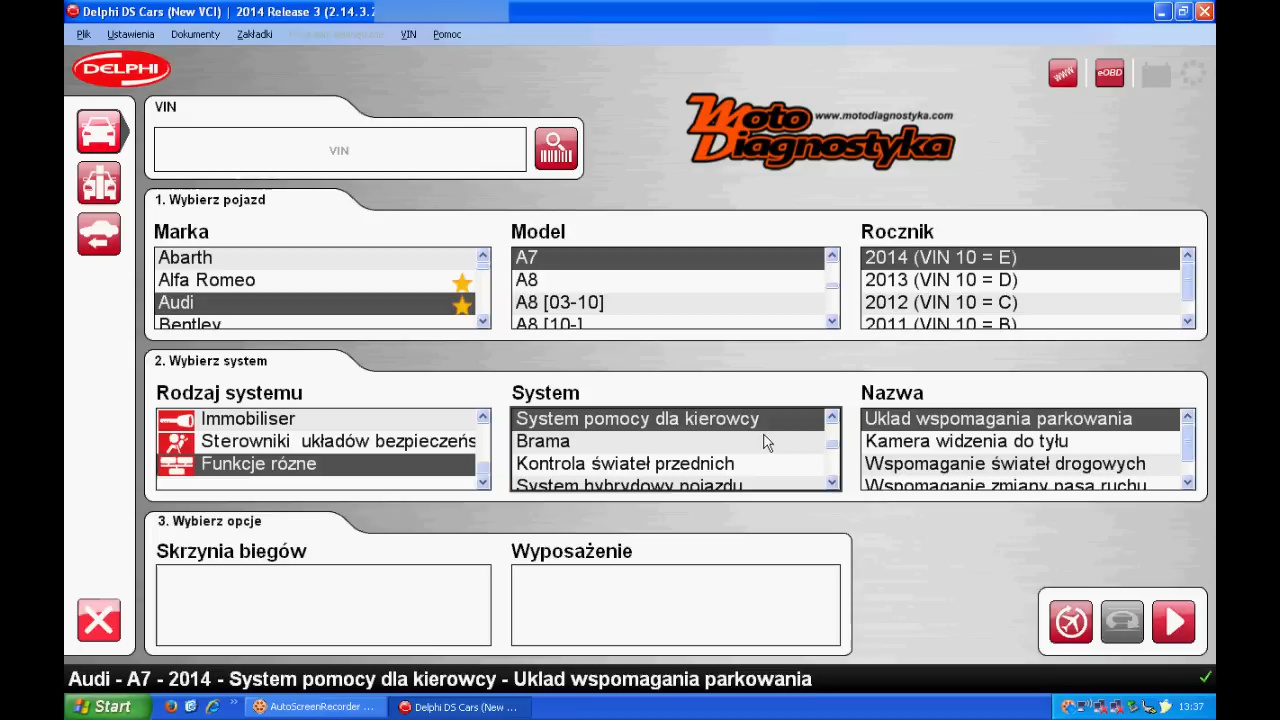 Delphi DS Cars (New VCI) | 2014 Release 3 (2.14.3.
Plik Ustawienia Dokumenty Zakładki VIN Pomoc
DELPHI
www eOBD
VIN
VIN
Moto Diagnostyka
www.motodiagnostyka.com
1. Wybierz pojazd
Marka Model Rocznik
Abarth A7 2014 (VIN 10 = E)
Alfa Romeo A8 2013 (VIN 10 = D)
Audi A8 [03-10] 2012 (VIN 10 = C)
Bentley A8 [10-] 2011 (VIN 10 = B)
2. Wybierz system
Rodzaj systemu System Nazwa
Immobiliser System pomocy dla kierowcy Uklad wspomagania parkowania
Sterowniki układów bezpieczeńs Brama Kamera widzenia do tyłu
Funkcje rózne Kontrola świateł przednich Wspomaganie świateł drogowych
System hybrydowy pojazdu Wspomaganie zmiany pasa ruchu
3. Wybierz opcje
Skrzynia biegów Wyposażenie
Audi - A7 - 2014 - System pomocy dla kierowcy - Uklad wspomagania parkowania
Start AutoScreenRecorder ... Delphi DS Cars (New ... 13:37